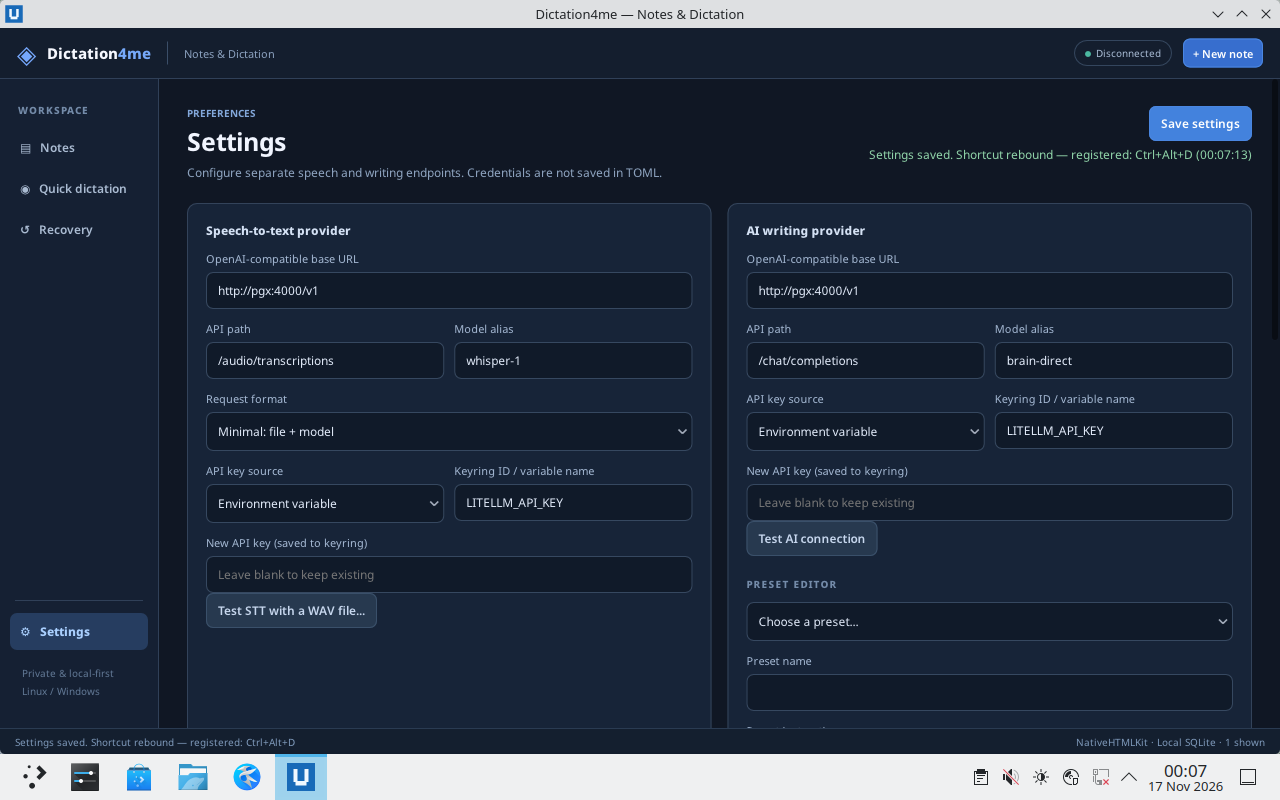 Dictation4me — Notes & Dictation
Dictation4me
Notes & Dictation
Disconnected
+ New note
WORKSPACE
Notes
Quick dictation
Recovery
Settings
Private & local-first
Linux / Windows
PREFERENCES
Settings
Configure separate speech and writing endpoints. Credentials are not saved in TOML.
Save settings
Settings saved. Shortcut rebound — registered: Ctrl+Alt+D (00:07:13)
Speech-to-text provider
OpenAI-compatible base URL
http://pgx:4000/v1
API path
Model alias
/audio/transcriptions
whisper-1
Request format
Minimal: file + model
API key source
Keyring ID / variable name
Environment variable
LITELLM_API_KEY
New API key (saved to keyring)
Leave blank to keep existing
Test STT with a WAV file...
AI writing provider
OpenAI-compatible base URL
http://pgx:4000/v1
API path
Model alias
/chat/completions
brain-direct
API key source
Keyring ID / variable name
Environment variable
LITELLM_API_KEY
New API key (saved to keyring)
Leave blank to keep existing
Test AI connection
PRESET EDITOR
Choose a preset...
Preset name
Settings saved. Shortcut rebound — registered: Ctrl+Alt+D
NativeHTMLKit · Local SQLite · 1 shown
00:07
17 Nov 2026